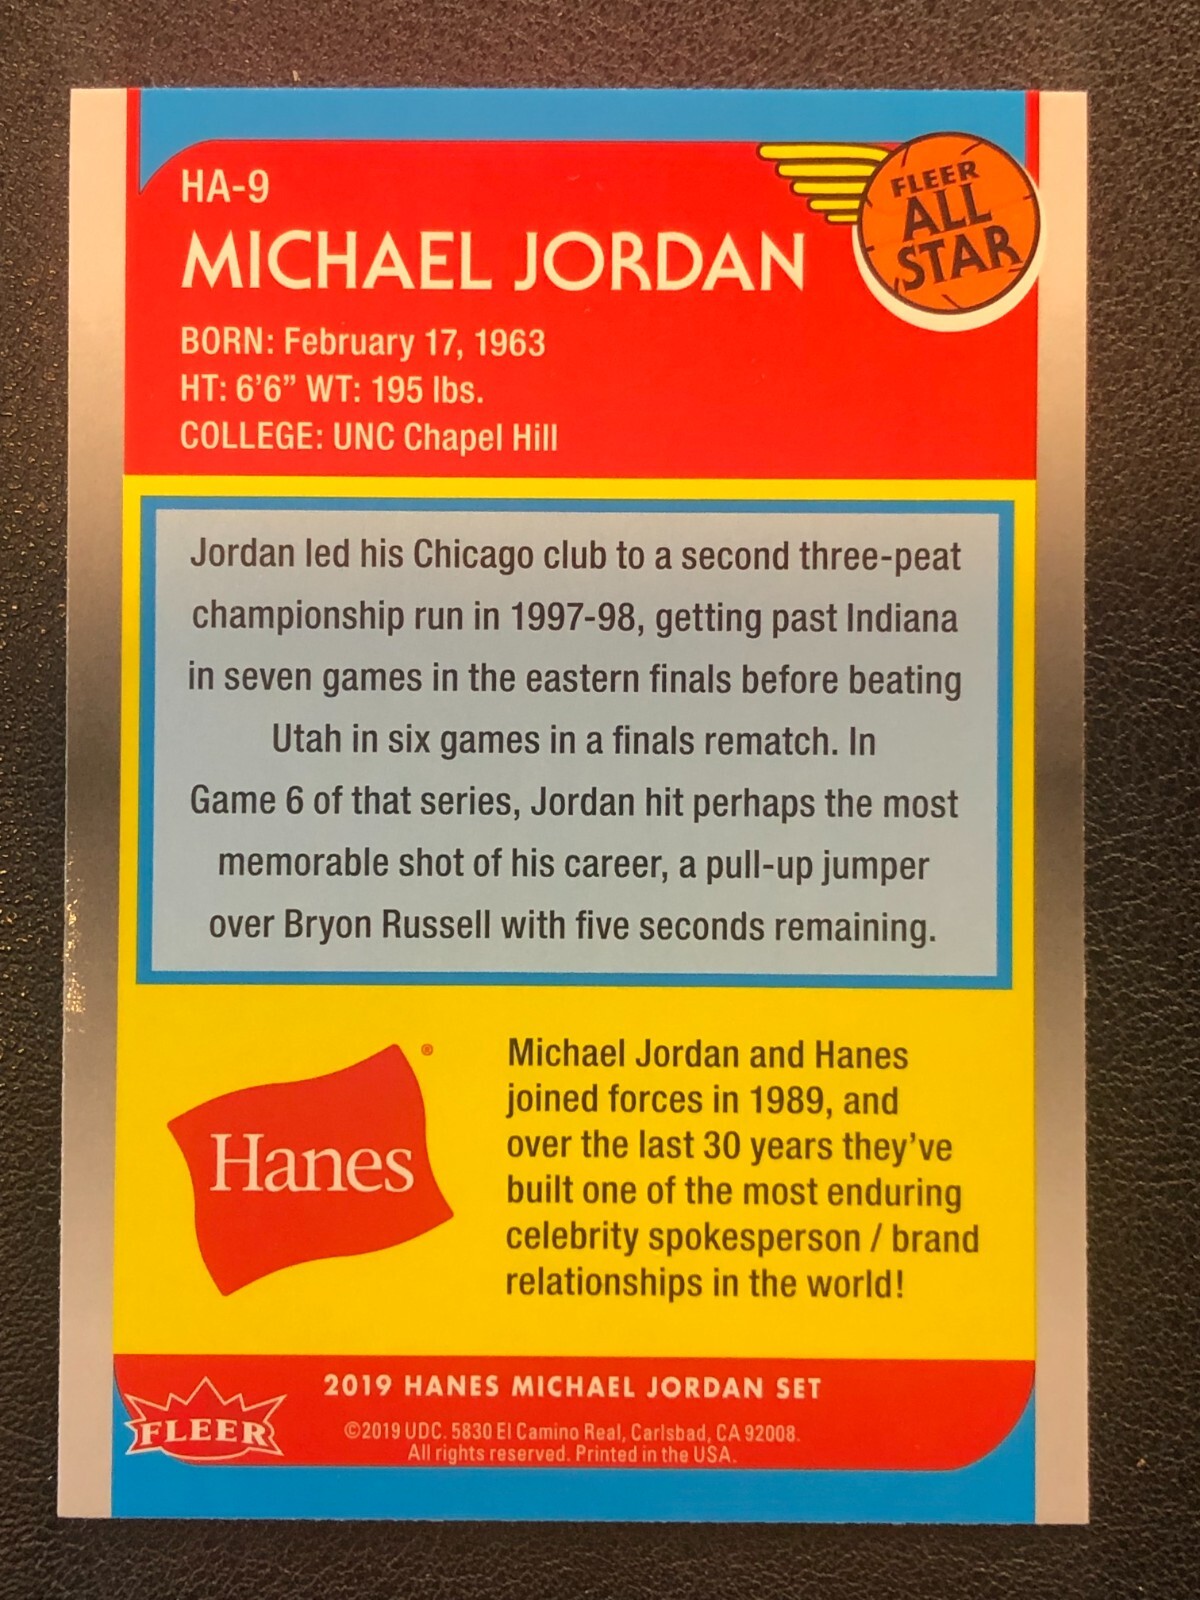 HA-9
FLEER
ALL
STAR
MICHAEL JORDAN
BORN: February 17, 1963
HT: 6’6” WT: 195 lbs.
COLLEGE: UNC Chapel Hill
Jordan led his Chicago club to a second three-peat
championship run in 1997-98, getting past Indiana
in seven games in the eastern finals before beating
Utah in six games in a finals rematch. In
Game 6 of that series, Jordan hit perhaps the most
memorable shot of his career, a pull-up jumper
over Bryon Russell with five seconds remaining.
Hanes®
Michael Jordan and Hanes
joined forces in 1989, and
over the last 30 years they’ve
built one of the most enduring
celebrity spokesperson / brand
relationships in the world!
2019 HANES MICHAEL JORDAN SET
FLEER
©2019 UDC. 5830 El Camino Real, Carlsbad, CA 92008.
All rights reserved. Printed in the USA.